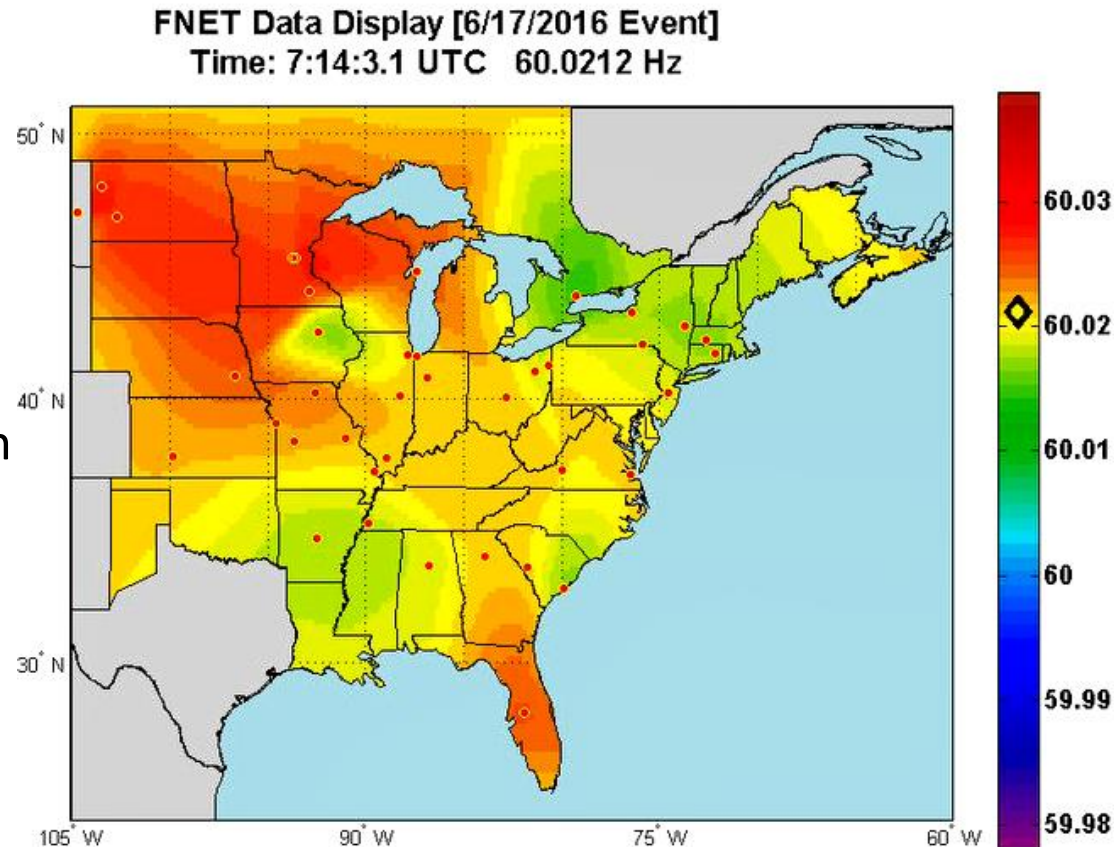 FNET Data Display [6/17/2016 Event]
Time: 7:14:3.1 UTC 60.0212 Hz
50° N
40° N
30° N
105° W
90° W
75° W
60° W
60.03
60.02
60.01
60
59.99
59.98
n